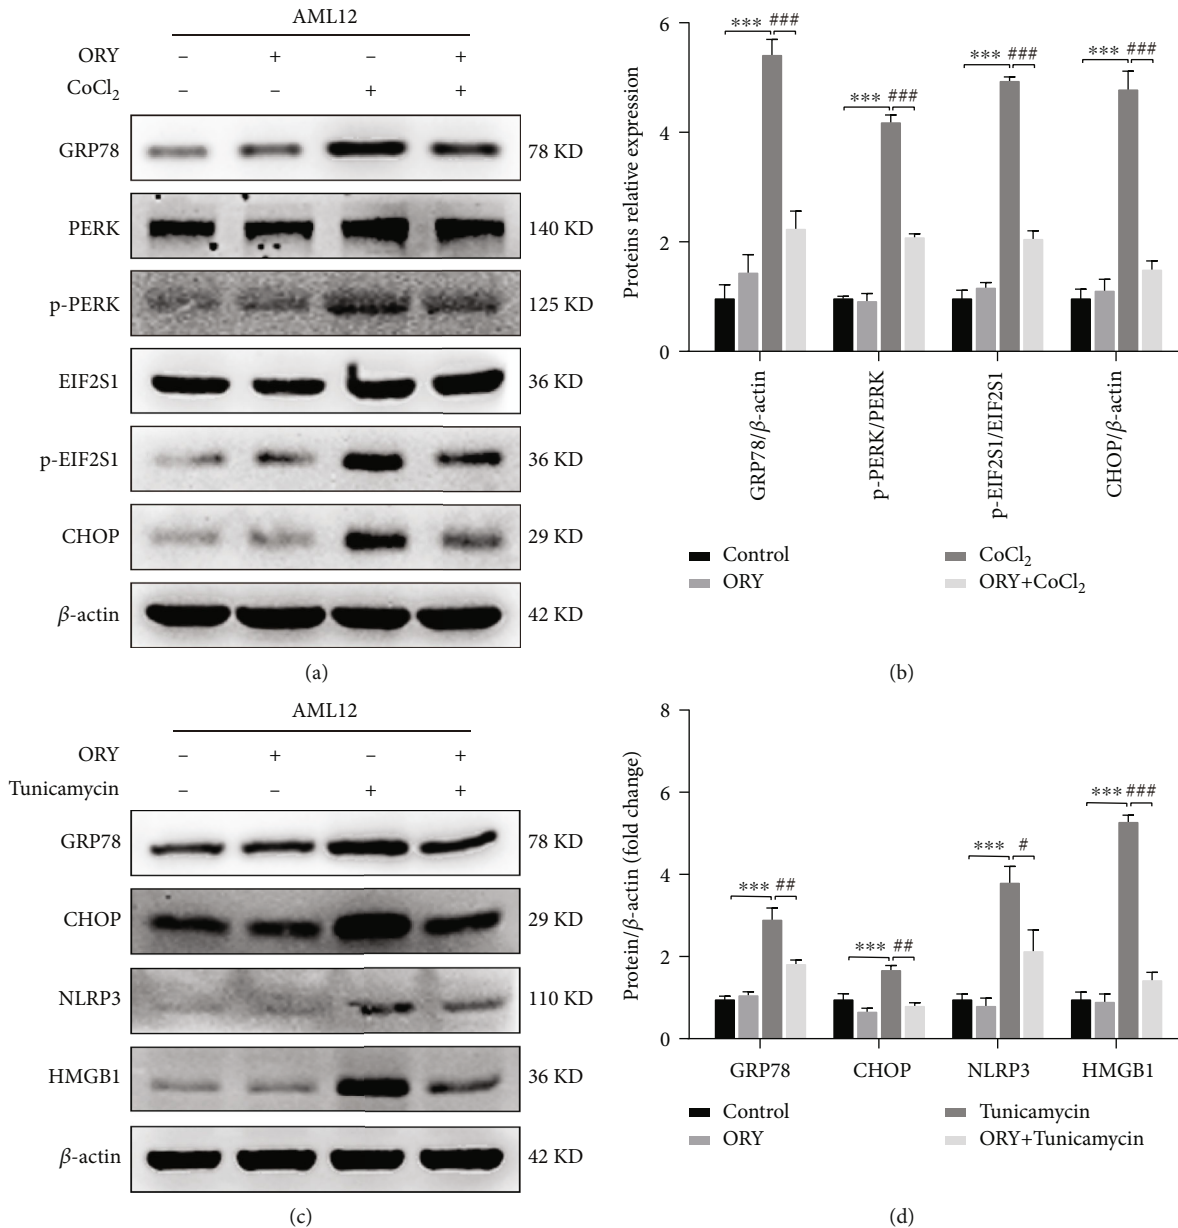 AML12
ORY – + – +
CoCl₂ – – + +
GRP78 78 KD
PERK 140 KD
p-PERK 125 KD
EIF2S1 36 KD
p-EIF2S1 36 KD
CHOP 29 KD
β-actin 42 KD
(a)
Proteins relative expression
6
4
2
0
*** ###
*** ###
*** ###
*** ###
GRP78/β-actin
p-PERK/PERK
p-EIF2S1/EIF2S1
CHOP/β-actin
Control
ORY
CoCl₂
ORY+CoCl₂
(b)
AML12
ORY – + – +
Tunicamycin – – + +
GRP78 78 KD
CHOP 29 KD
NLRP3 110 KD
HMGB1 36 KD
β-actin 42 KD
(c)
Protein/β-actin (fold change)
8
6
4
2
0
*** ##
*** ##
*** #
*** ###
GRP78 CHOP NLRP3 HMGB1
Control
ORY
Tunicamycin
ORY+Tunicamycin
(d)